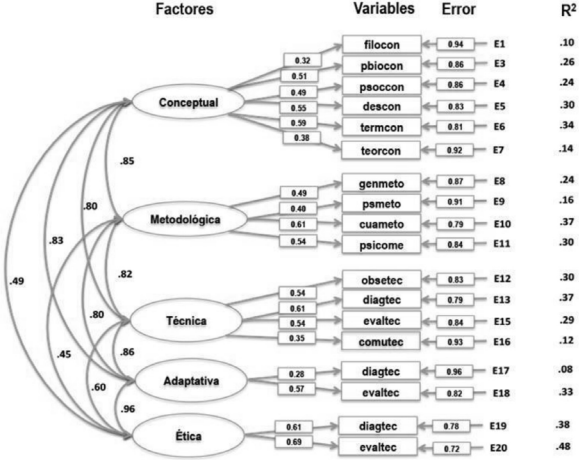 Factores Variables Error R²
0.32 filocon 0.94 E1 .10
0.51 pbiocon 0.86 E3 .26
0.49 psoccon 0.86 E4 .24
Conceptual
0.55 descon 0.83 E5 .30
0.59 termcon 0.81 E6 .34
0.38 teorcon 0.92 E7 .14
.85
0.49 genmeto 0.87 E8 .24
.80 0.40 psmeto 0.91 E9 .16
Metodológica
0.61 cuameto 0.79 E10 .37
.83 0.54 psicome 0.84 E11 .30
.49 .82
0.54 obsetec 0.83 E12 .30
0.61 diagtec 0.79 E13 .37
.80 Técnica
0.54 evaltec 0.84 E15 .29
0.35 comutec 0.93 E16 .12
.45 .86
0.28 diagtec 0.96 E17 .08
Adaptativa
.60 0.57 evaltec 0.82 E18 .33
.96
0.61 diagtec 0.78 E19 .38
Ética
0.69 evaltec 0.72 E20 .48